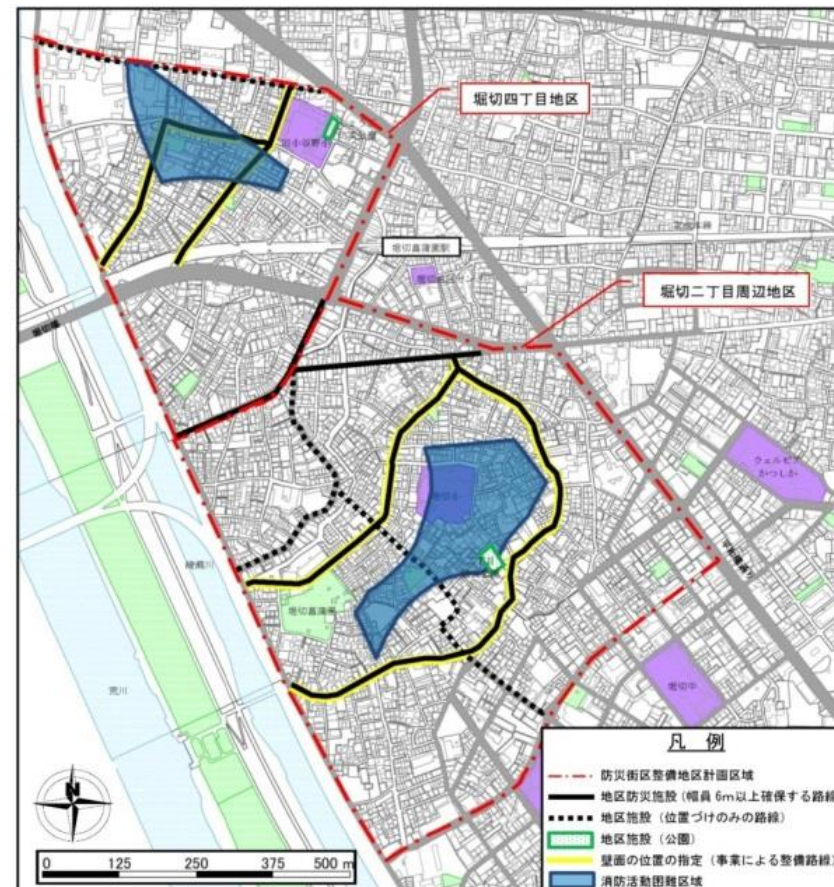 堀切四丁目地区
堀切菖蒲園駅
堀切二丁目周辺地区
堀切橋
綾瀬川
堀切菖蒲園
荒川
ウェルピア
かつしか
堀切中
N
0 125 250 375 500 m
凡 例
防災街区整備地区計画区域
地区防災施設(幅員 6m以上確保する路線
地区施設(位置づけのみの路線)
地区施設(公園)
壁面の位置の指定(事業による整備路線)
消防活動困難区域